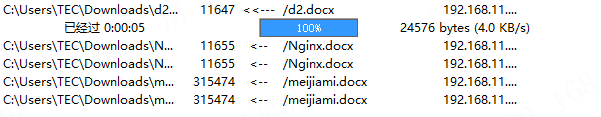 C:\Users\TEC\Downloads\d2... 11647 <<--- /d2.docx 192.168.11....
已经过 0:00:05 100% 24576 bytes (4.0 KB/s)
C:\Users\TEC\Downloads\N... 11655 <-- /Nginx.docx 192.168.11....
C:\Users\TEC\Downloads\N... 11655 <-- /Nginx.docx 192.168.11....
C:\Users\TEC\Downloads\m... 315474 <-- /meijiami.docx 192.168.11....
C:\Users\TEC\Downloads\m... 315474 <-- /meijiami.docx 192.168.11....